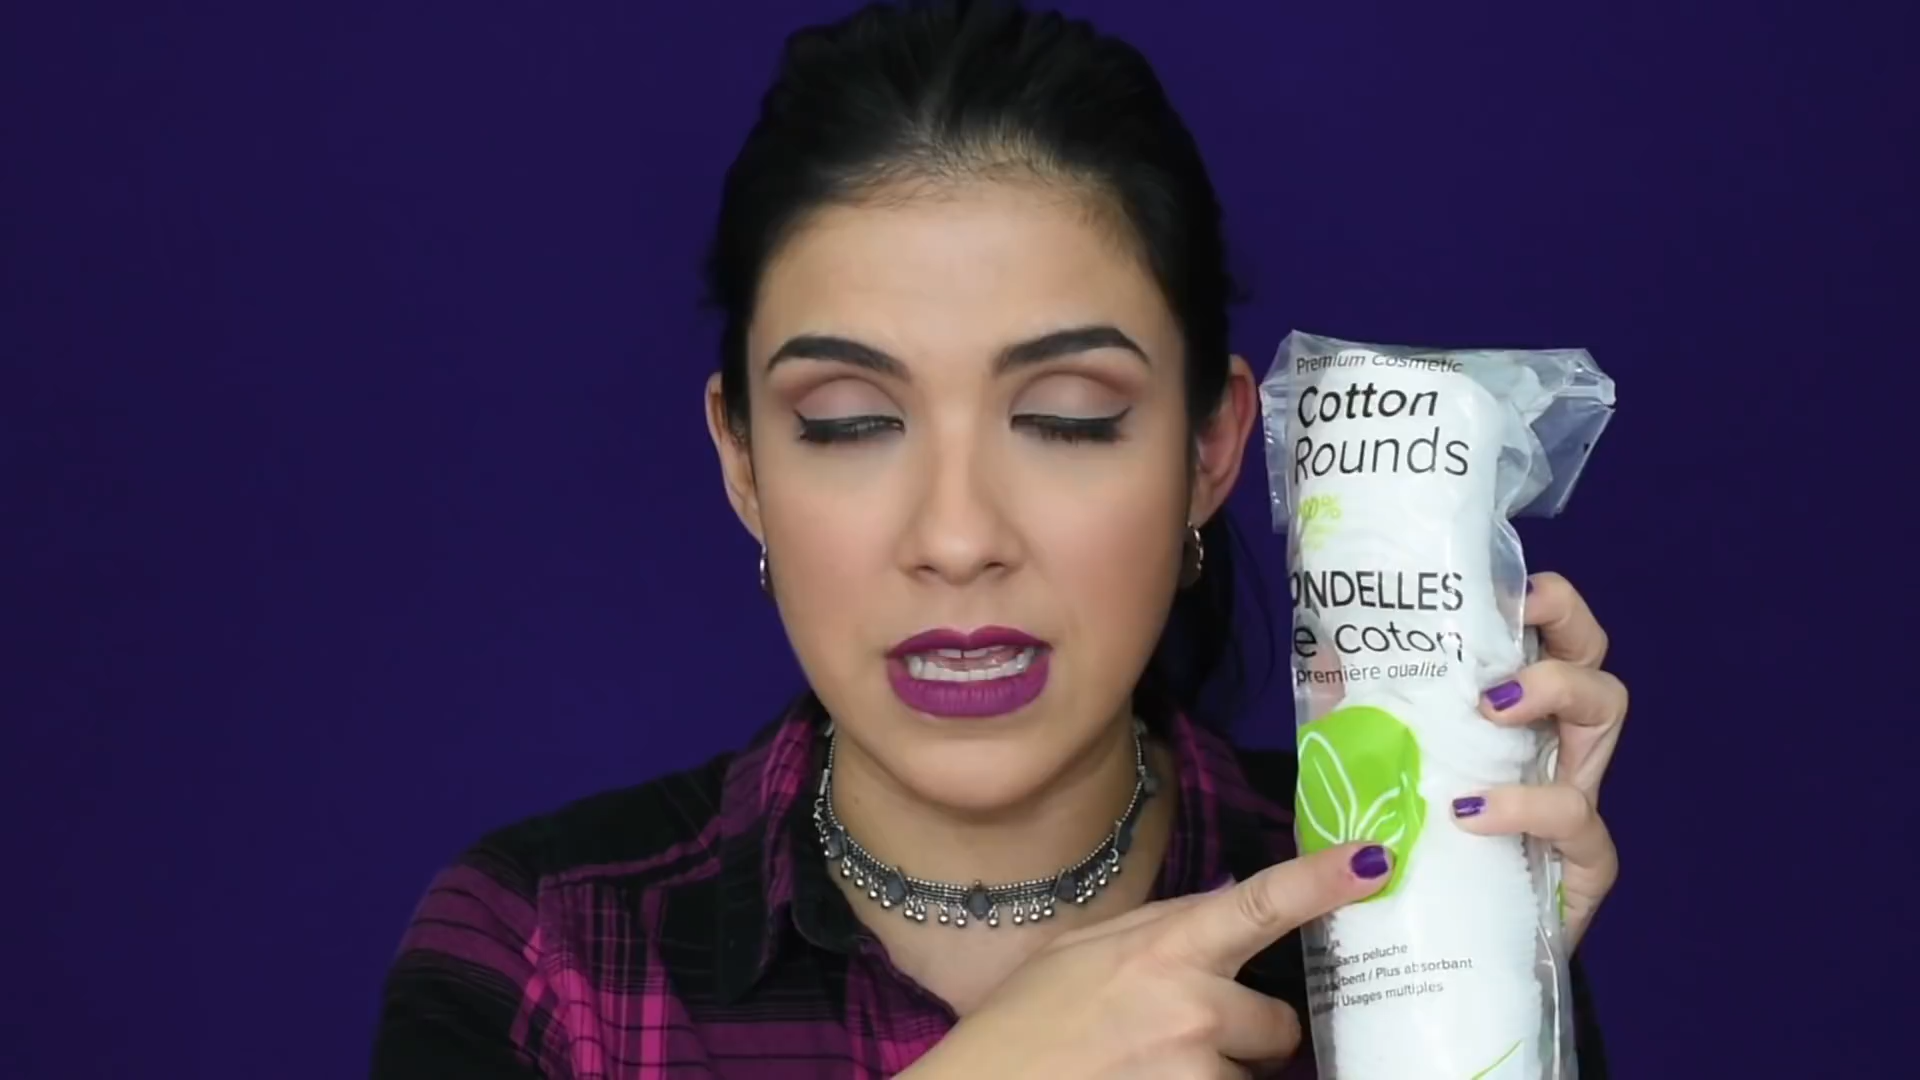 Premium Cosmetic
Cotton
Rounds
ONDELLES
e coton
première qualité
Sans peluche
/ Plus absorbant
Usages multiples